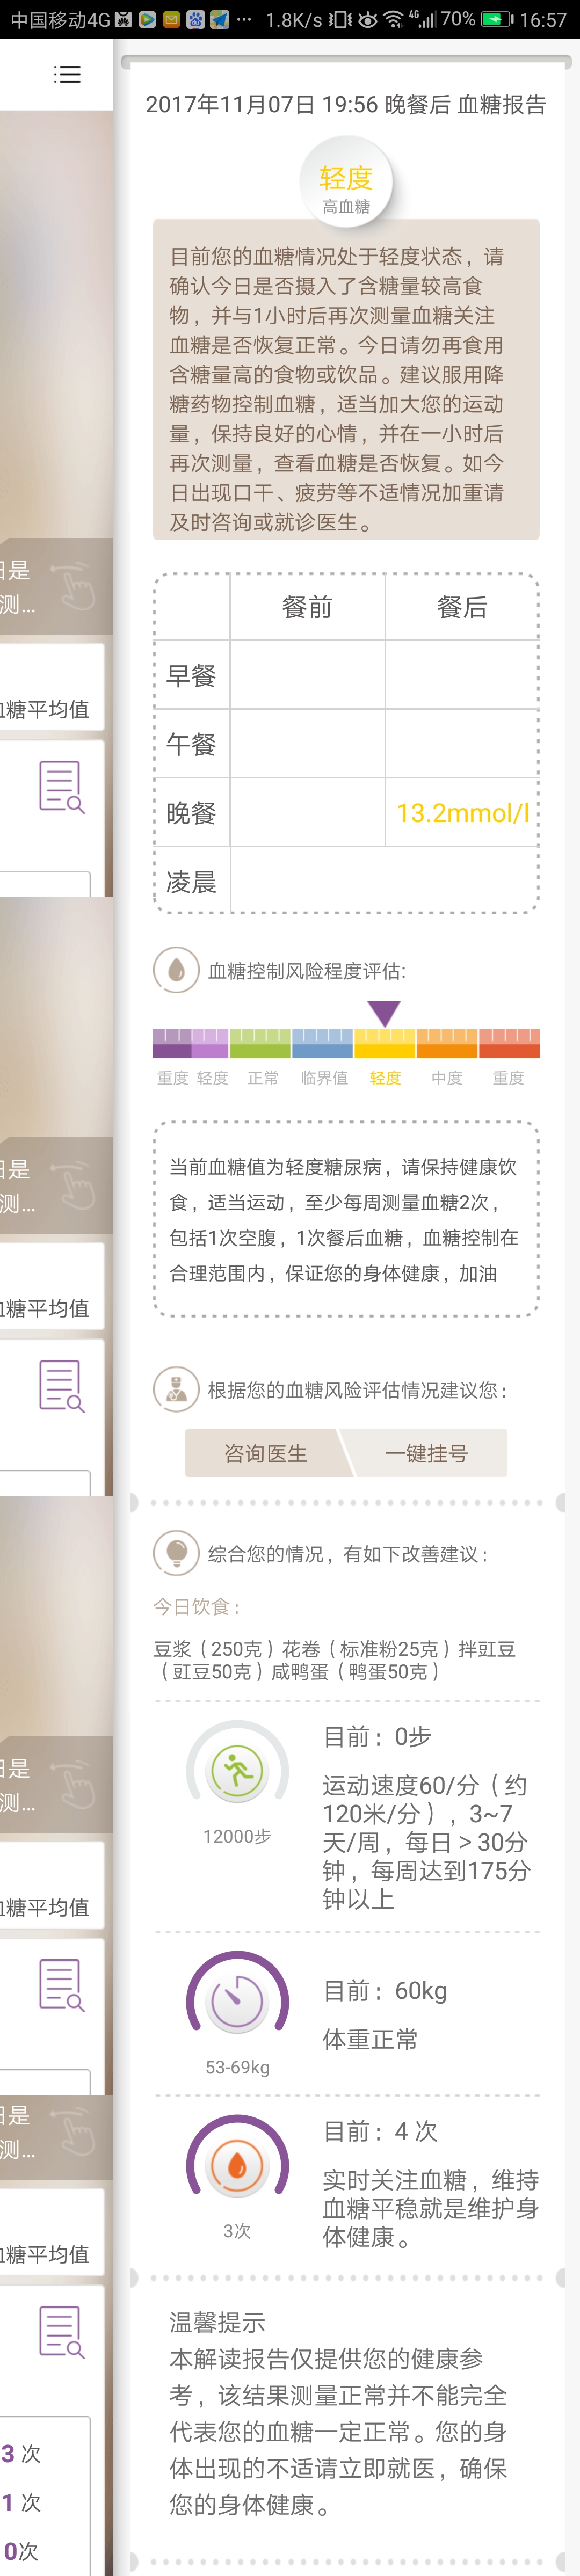 中国移动4G ··· 1.8K/s 4G 70% 16:57
2017年11月07日 19:56 晚餐后 血糖报告
轻度
高血糖
目前您的血糖情况处于轻度状态，请
确认今日是否摄入了含糖量较高食
物，并与1小时后再次测量血糖关注
血糖是否恢复正常。今日请勿再食用
含糖量高的食物或饮品。建议服用降
糖药物控制血糖，适当加大您的运动
量，保持良好的心情，并在一小时后
再次测量，查看血糖是否恢复。如今
日出现口干、疲劳等不适情况加重请
及时咨询或就诊医生。
餐前 餐后
早餐
午餐
晚餐 13.2mmol/l
凌晨
血糖控制风险程度评估:
重度 轻度 正常 临界值 轻度 中度 重度
当前血糖值为轻度糖尿病，请保持健康饮
食，适当运动，至少每周测量血糖2次，
包括1次空腹，1次餐后血糖，血糖控制在
合理范围内，保证您的身体健康，加油
根据您的血糖风险评估情况建议您：
咨询医生 一键挂号
综合您的情况，有如下改善建议：
今日饮食：
豆浆（250克）花卷（标准粉25克）拌豇豆
（豇豆50克）咸鸭蛋（鸭蛋50克）
12000步
目前：0步
运动速度60/分（约
120米/分），3~7
天/周，每日＞30分
钟，每周达到175分
钟以上
53-69kg
目前：60kg
体重正常
3次
目前：4 次
实时关注血糖，维持
血糖平稳就是维护身
体健康。
温馨提示
本解读报告仅提供您的健康参
考，该结果测量正常并不能完全
代表您的血糖一定正常。您的身
体出现的不适请立即就医，确保
您的身体健康。
日是
测...
血糖平均值
日是
测...
血糖平均值
日是
测...
血糖平均值
日是
测...
血糖平均值
3 次
1 次
0次